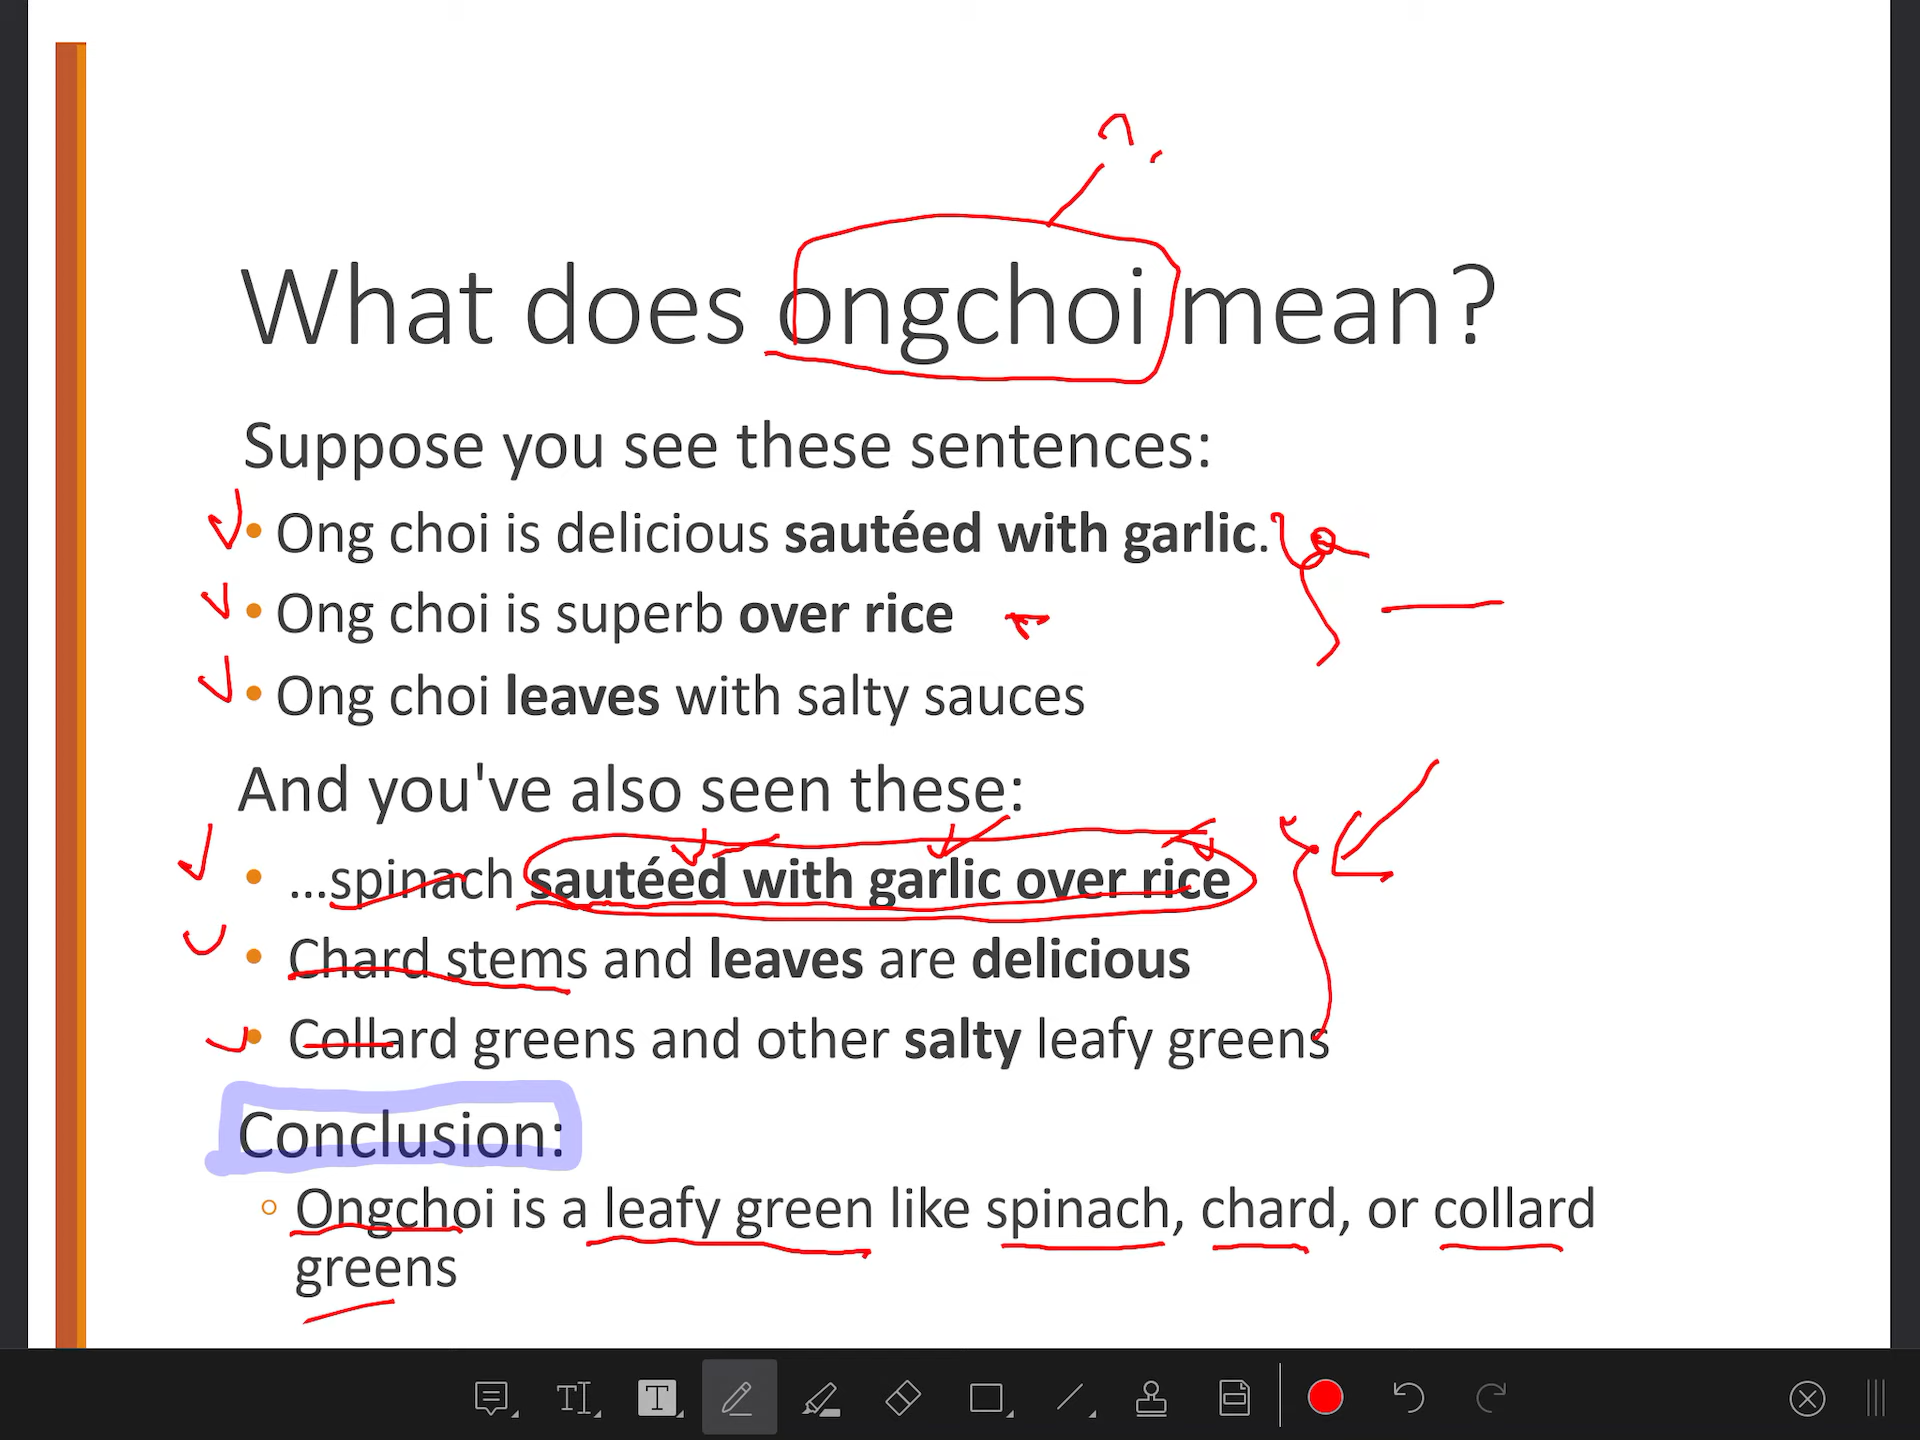 What does ongchoi mean?
Suppose you see these sentences:
• Ong choi is delicious sautéed with garlic.
• Ong choi is superb over rice
• Ong choi leaves with salty sauces
And you've also seen these:
• …spinach sautéed with garlic over rice
• Chard stems and leaves are delicious
• Collard greens and other salty leafy greens
Conclusion:
◦ Ongchoi is a leafy green like spinach, chard, or collard
greens